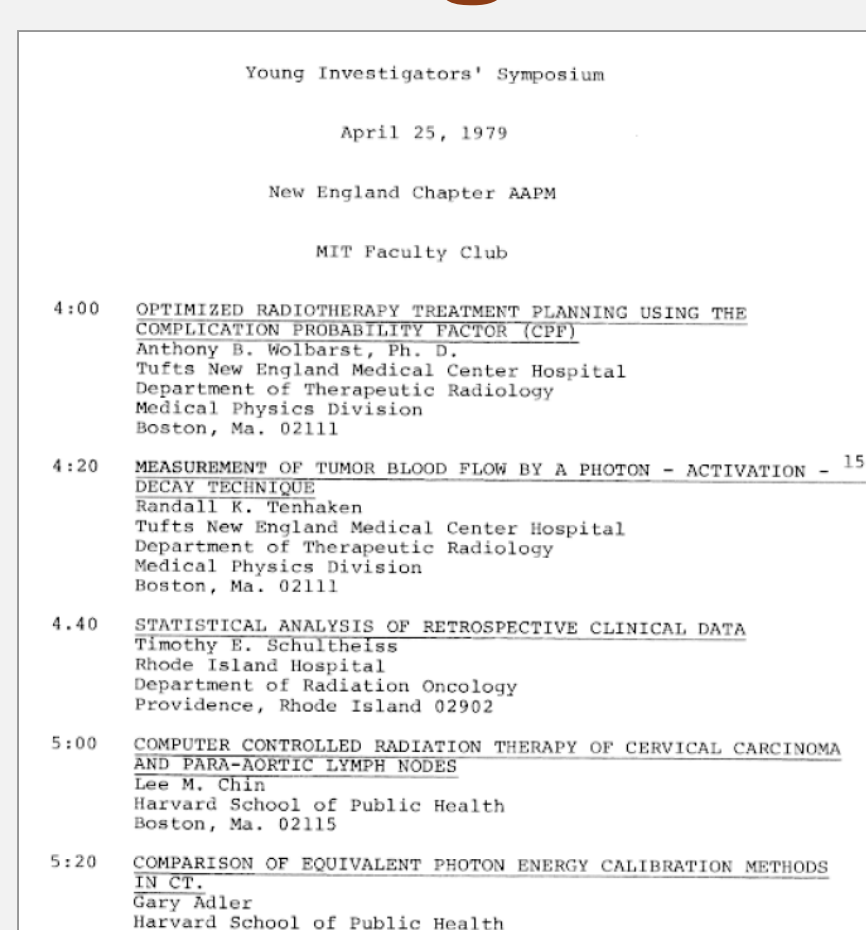 Young Investigators' Symposium
April 25, 1979
New England Chapter AAPM
MIT Faculty Club
4:00 OPTIMIZED RADIOTHERAPY TREATMENT PLANNING USING THE
COMPLICATION PROBABILITY FACTOR (CPF)
Anthony B. Wolbarst, Ph. D.
Tufts New England Medical Center Hospital
Department of Therapeutic Radiology
Medical Physics Division
Boston, Ma. 02111
4:20 MEASUREMENT OF TUMOR BLOOD FLOW BY A PHOTON - ACTIVATION - 15
DECAY TECHNIQUE
Randall K. Tenhaken
Tufts New England Medical Center Hospital
Department of Therapeutic Radiology
Medical Physics Division
Boston, Ma. 02111
4.40 STATISTICAL ANALYSIS OF RETROSPECTIVE CLINICAL DATA
Timothy E. Schultheiss
Rhode Island Hospital
Department of Radiation Oncology
Providence, Rhode Island 02902
5:00 COMPUTER CONTROLLED RADIATION THERAPY OF CERVICAL CARCINOMA
AND PARA-AORTIC LYMPH NODES
Lee M. Chin
Harvard School of Public Health
Boston, Ma. 02115
5:20 COMPARISON OF EQUIVALENT PHOTON ENERGY CALIBRATION METHODS
IN CT.
Gary Adler
Harvard School of Public Health